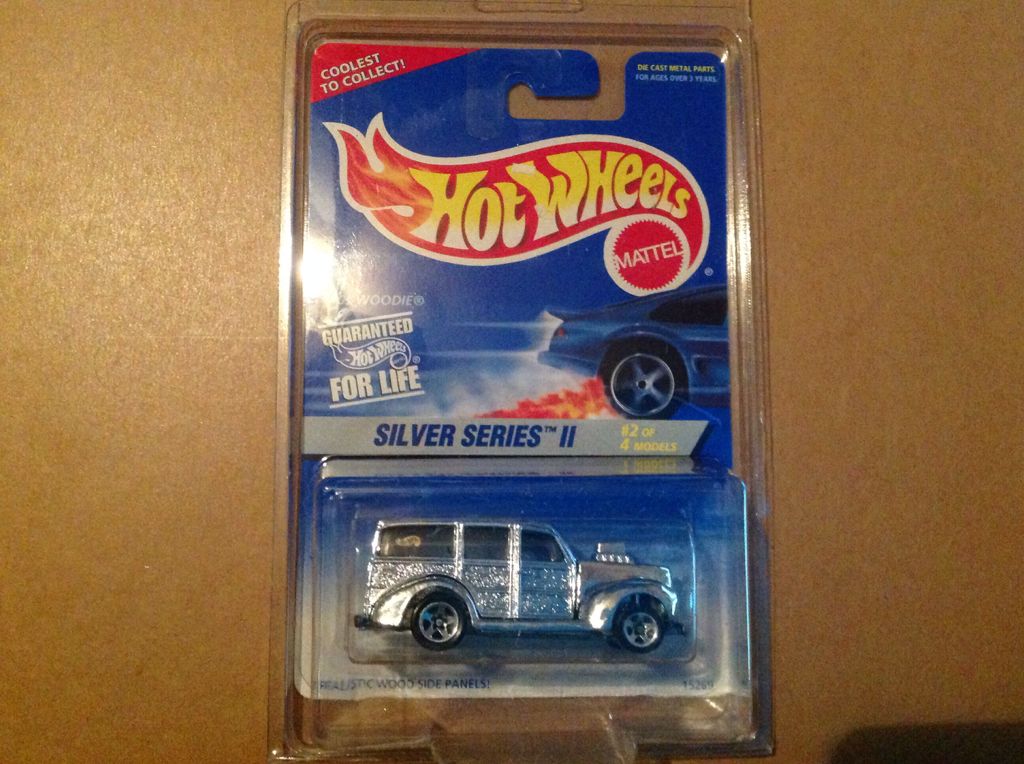 COOLEST
TO COLLECT!
DIE CAST METAL PARTS
FOR AGES OVER 3 YEARS
HOT WHEELS
MATTEL
®
WOODIE®
GUARANTEED
HOT WHEELS®
FOR LIFE
SILVER SERIES™ II
#2 OF
4 MODELS
REALISTIC WOOD SIDE PANELS!